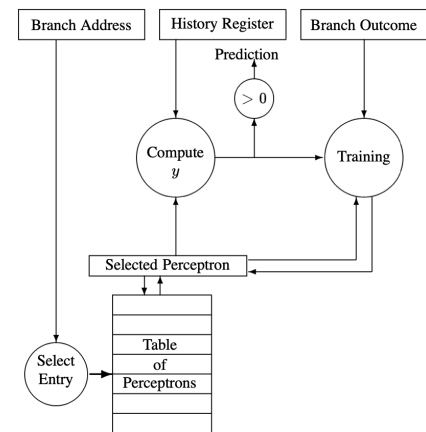 Branch Address
History Register
Branch Outcome
Prediction
> 0
Compute
y
Training
Selected Perceptron
Table
of
Perceptrons
Select
Entry